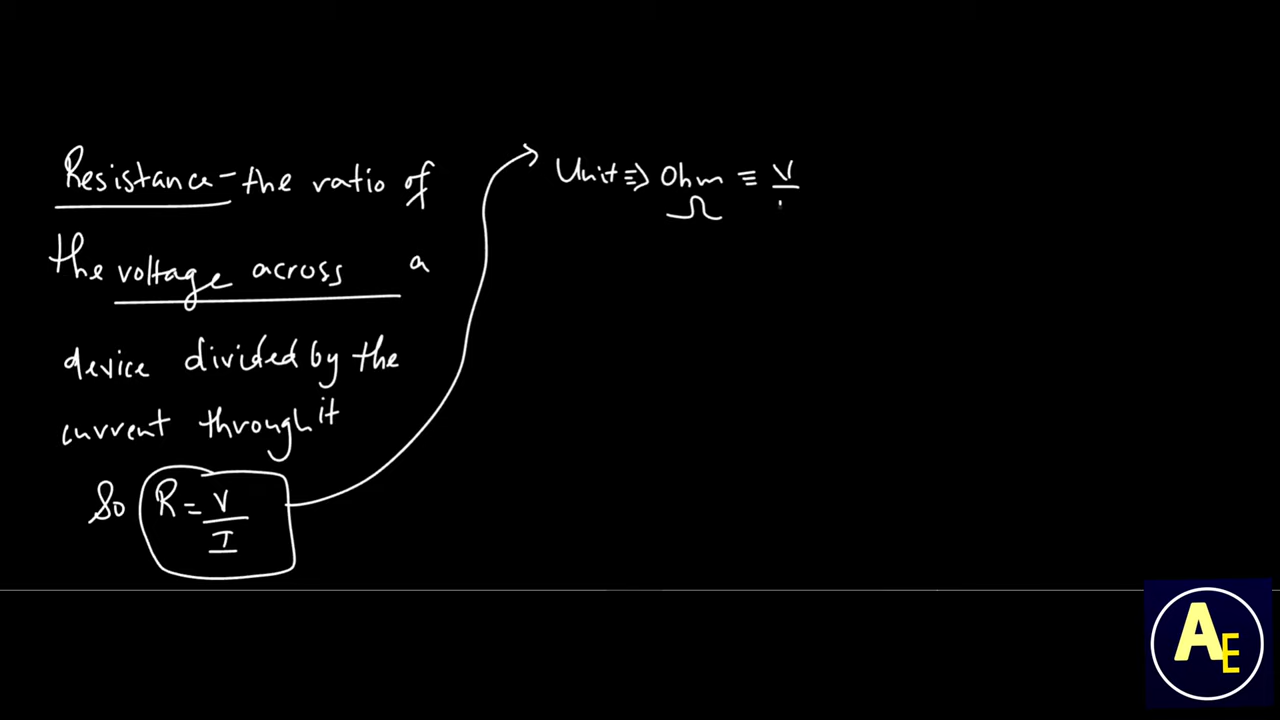 Resistance - the ratio of
the voltage across a
device divided by the
current through it
So R = V
I
Unit ⇒ Ohm ≡ V
Ω
AE